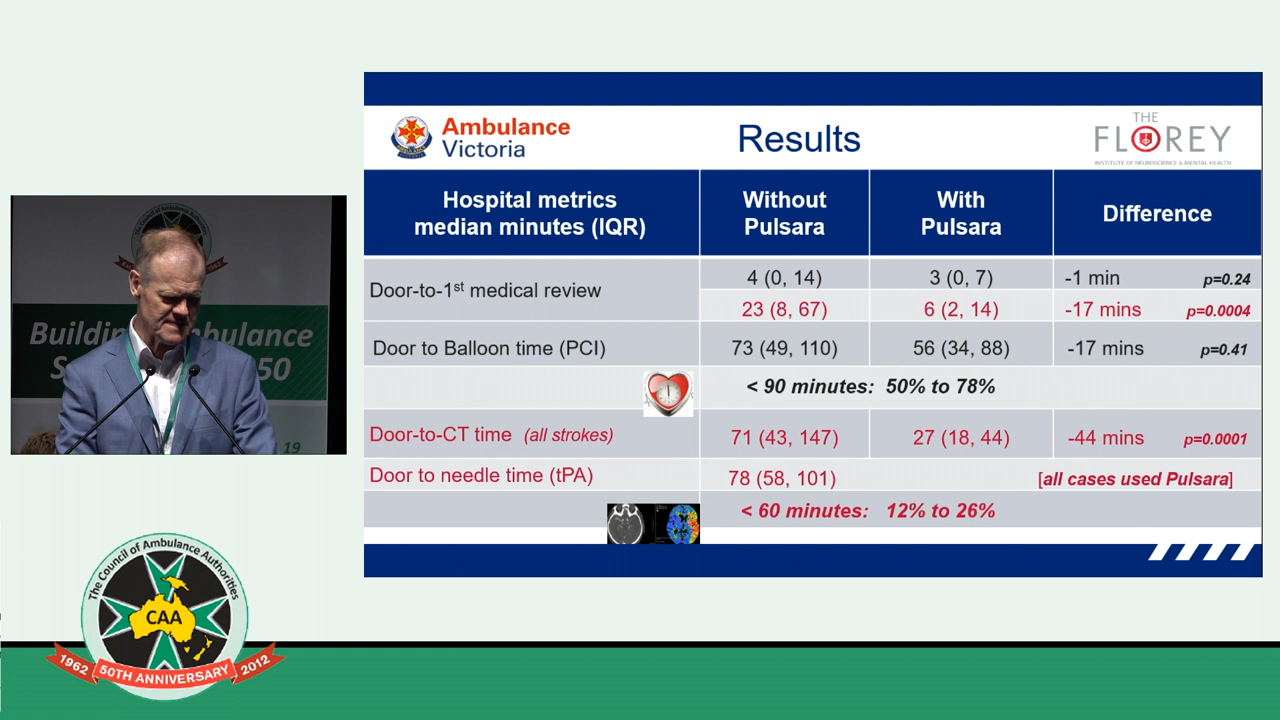 Ambulance
Victoria
Results
THE
FLOREY
INSTITUTE OF NEUROSCIENCE & MENTAL HEALTH
Hospital metrics
median minutes (IQR)
Without
Pulsara
With
Pulsara
Difference
Door-to-1st medical review
4 (0, 14) 3 (0, 7) -1 min p=0.24
23 (8, 67) 6 (2, 14) -17 mins p=0.0004
Door to Balloon time (PCI) 73 (49, 110) 56 (34, 88) -17 mins p=0.41
< 90 minutes: 50% to 78%
Door-to-CT time (all strokes) 71 (43, 147) 27 (18, 44) -44 mins p=0.0001
Door to needle time (tPA) 78 (58, 101) [all cases used Pulsara]
< 60 minutes: 12% to 26%
19
The Council of Ambulance Authorities
CAA
1962 50TH ANNIVERSARY 2012